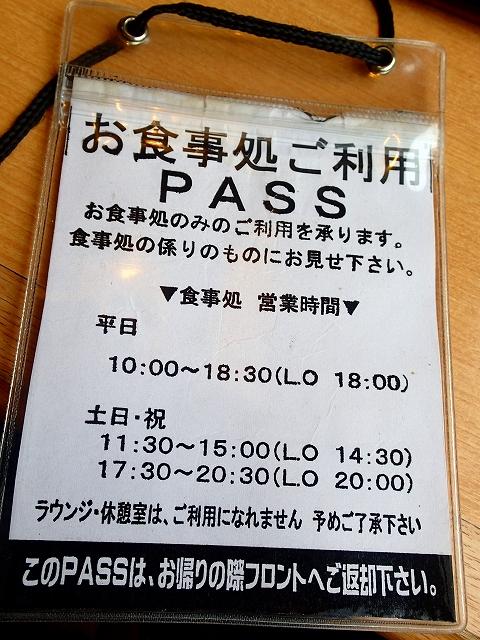 お食事処ご利用
PASS
お食事処のみのご利用を承ります。
食事処の係りのものにお見せ下さい。
▼食事処 営業時間▼
平日
10:00～18:30(L.O 18:00)
土日・祝
11:30～15:00(L.O 14:30)
17:30～20:30(L.O 20:00)
ラウンジ・休憩室は、ご利用になれません 予めご了承下さい
このPASSは、お帰りの際フロントへご返却下さい。